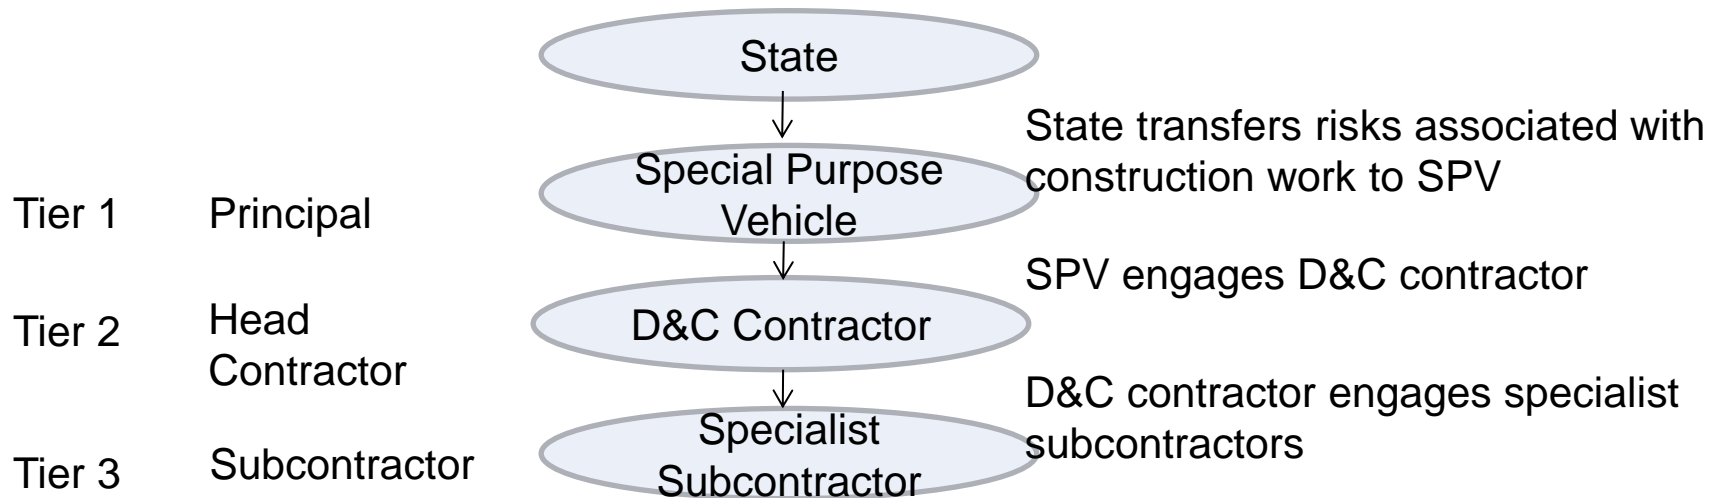 State
State transfers risks associated with
construction work to SPV
Special Purpose
Vehicle
Tier 1 Principal
SPV engages D&C contractor
Tier 2 Head
Contractor
D&C Contractor
D&C contractor engages specialist
subcontractors
Tier 3 Subcontractor
Specialist
Subcontractor